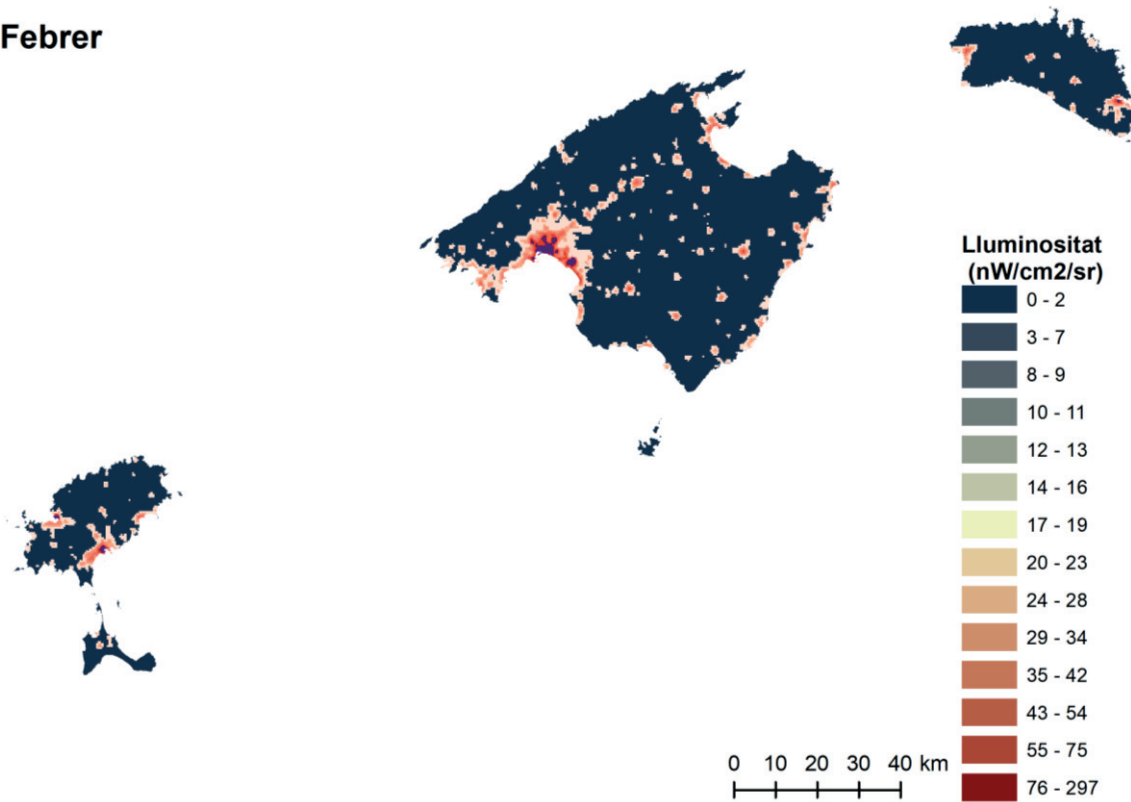 Febrer
Lluminositat
(nW/cm2/sr)
0 - 2
3 - 7
8 - 9
10 - 11
12 - 13
14 - 16
17 - 19
20 - 23
24 - 28
29 - 34
35 - 42
43 - 54
55 - 75
76 - 297
0 10 20 30 40 km